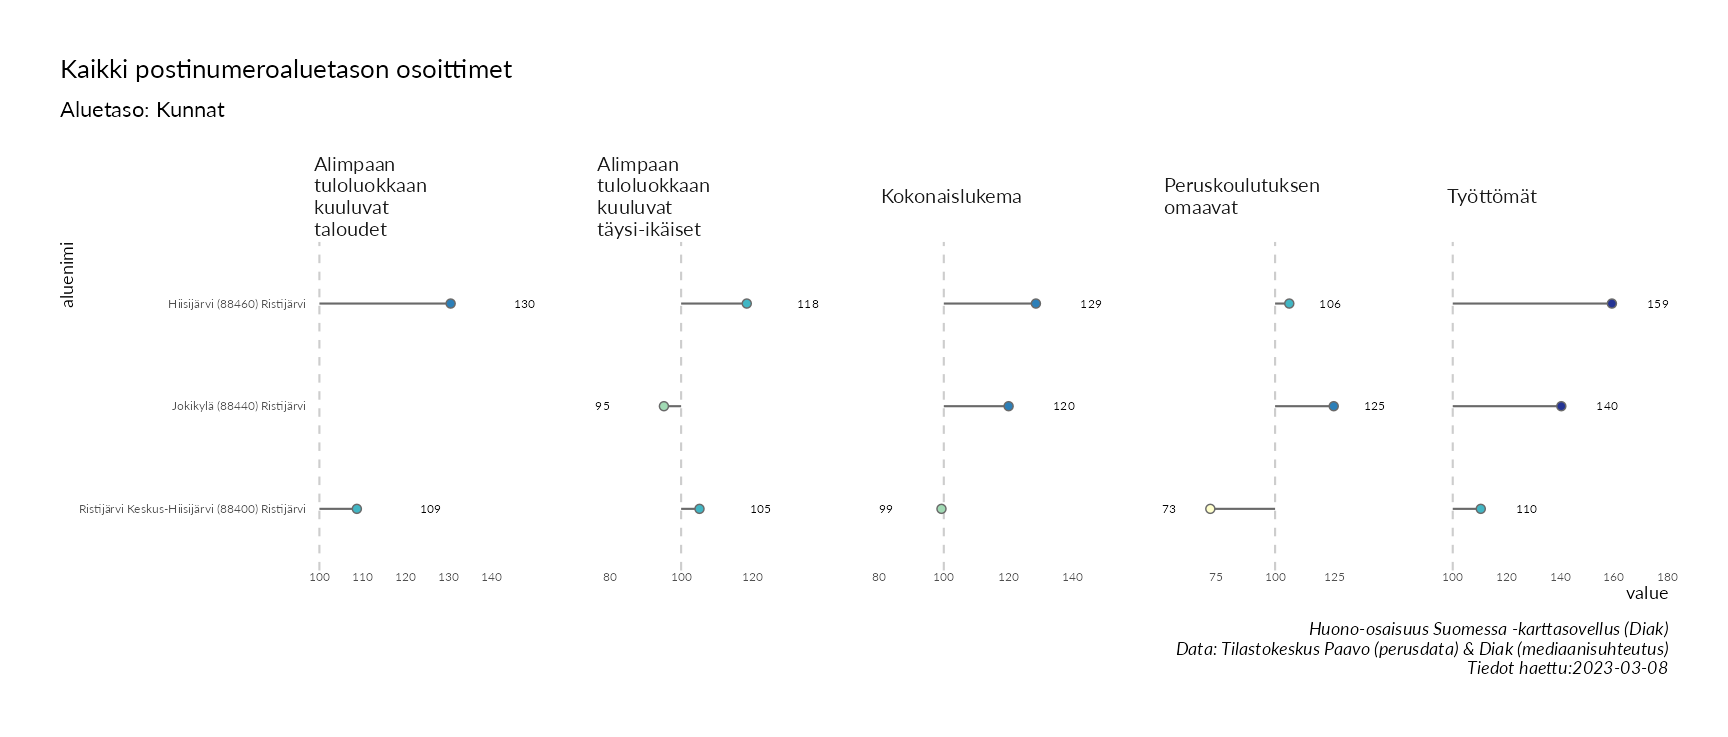 Kaikki postinumeroaluetason osoittimet
Aluetaso: Kunnat
Alimpaan
tuloluokkaan
kuuluvat
taloudet
Alimpaan
tuloluokkaan
kuuluvat
täysi-ikäiset
Kokonaislukema
Peruskoulutuksen
omaavat
Työttömät
aluenimi
Hiisijärvi (88460) Ristijärvi
130
118
129
106
159
Jokikylä (88440) Ristijärvi
95
120
125
140
Ristijärvi Keskus-Hiisijärvi (88400) Ristijärvi
109
105
99
73
110
100 110 120 130 140
80 100 120
80 100 120 140
75 100 125
100 120 140 160 180
value
Huono-osaisuus Suomessa -karttasovellus (Diak)
Data: Tilastokeskus Paavo (perusdata) & Diak (mediaanisuhteutus)
Tiedot haettu:2023-03-08